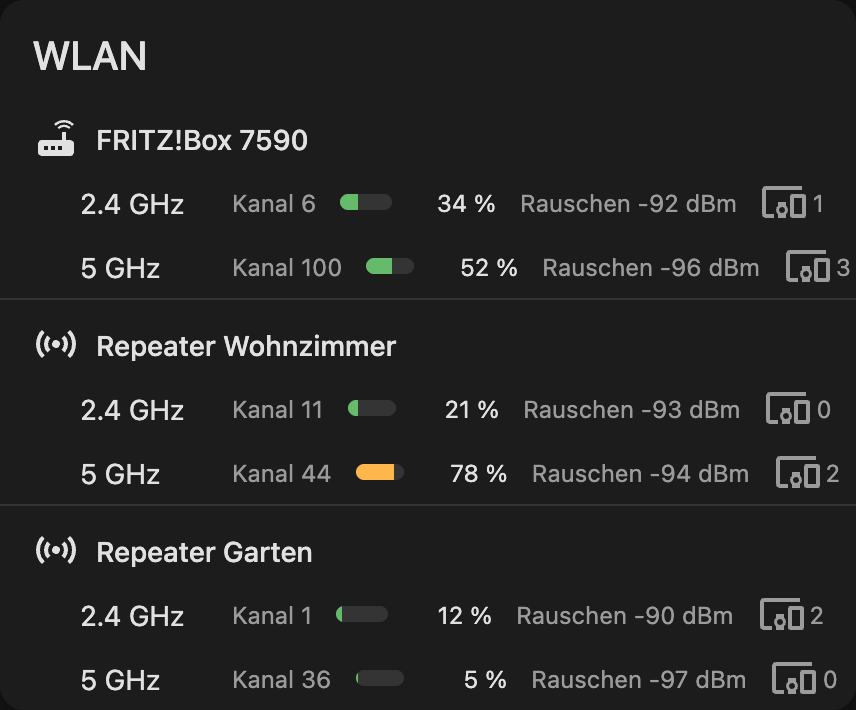 WLAN
FRITZ!Box 7590
2.4 GHz Kanal 6 34 % Rauschen -92 dBm 1
5 GHz Kanal 100 52 % Rauschen -96 dBm 3
Repeater Wohnzimmer
2.4 GHz Kanal 11 21 % Rauschen -93 dBm 0
5 GHz Kanal 44 78 % Rauschen -94 dBm 2
Repeater Garten
2.4 GHz Kanal 1 12 % Rauschen -90 dBm 2
5 GHz Kanal 36 5 % Rauschen -97 dBm 0